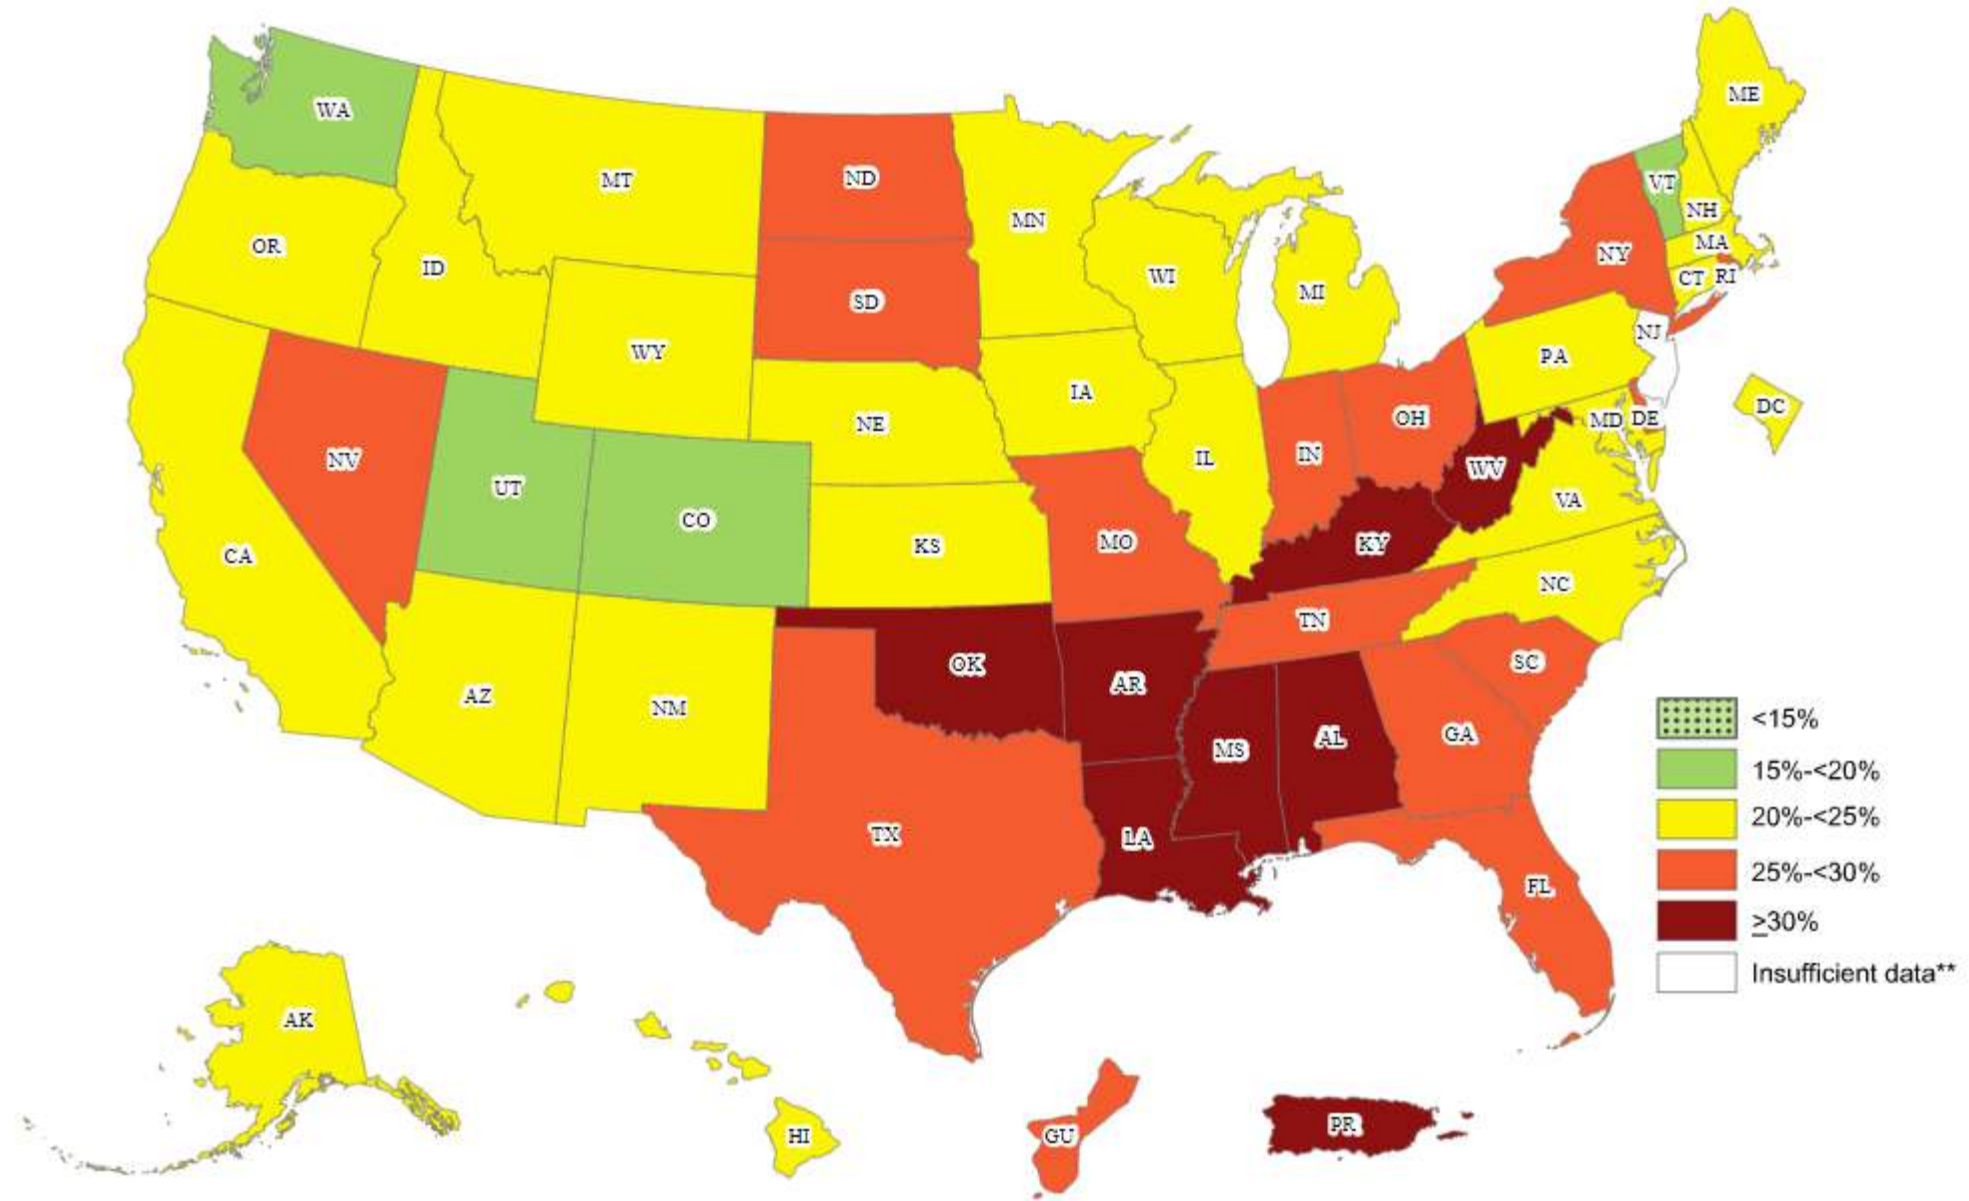 ME
WA
MT
ND
VT
MN
NH
OR
MA
NY
ID
WI
CT
RI
MI
SD
NJ
WY
PA
IA
DC
NE
OH
MD
DE
IN
IL
NV
WV
UT
VA
CO
KS
MO
KY
CA
NC
TN
SC
OK
AR
AZ
NM
<15%
GA
AL
MS
15%-<20%
20%-<25%
TX
LA
25%-<30%
FL
≥30%
Insufficient data**
AK
PR
HI
GU